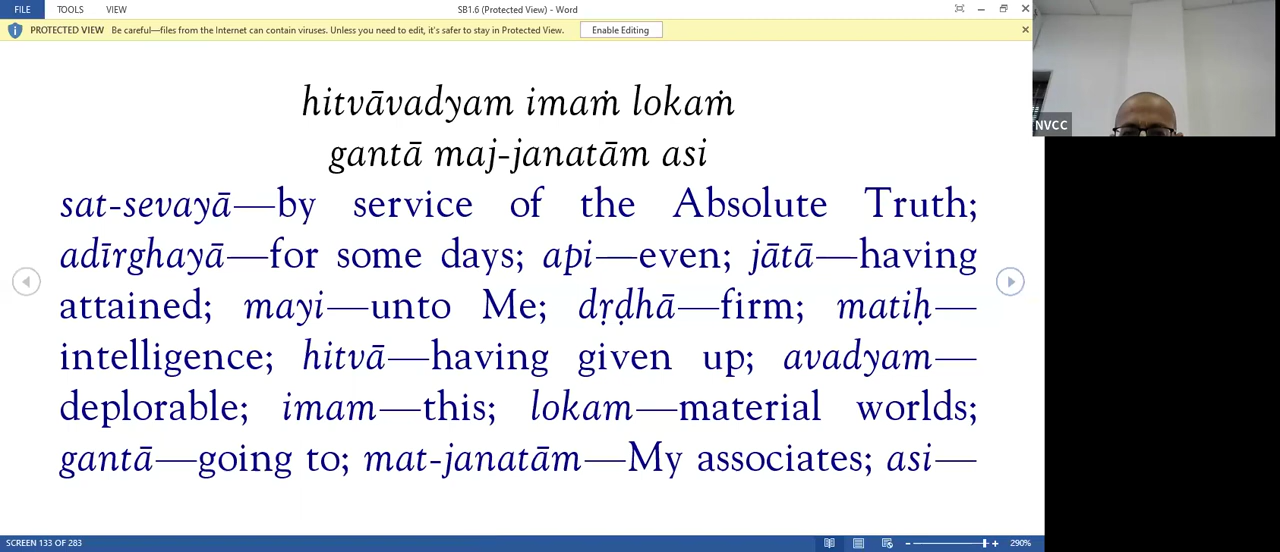 FILE TOOLS VIEW SB1.6 (Protected View) - Word
PROTECTED VIEW Be careful—files from the Internet can contain viruses. Unless you need to edit, it's safer to stay in Protected View. Enable Editing
hitvāvadyam imaṁ lokaṁ
gantā maj-janatām asi
sat-sevayā—by service of the Absolute Truth;
adīrghayā—for some days; api—even; jātā—having
attained; mayi—unto Me; dṛḍhā—firm; matiḥ—
intelligence; hitvā—having given up; avadyam—
deplorable; imam—this; lokam—material worlds;
gantā—going to; mat-janatām—My associates; asi—
NVCC
SCREEN 133 OF 283 290%